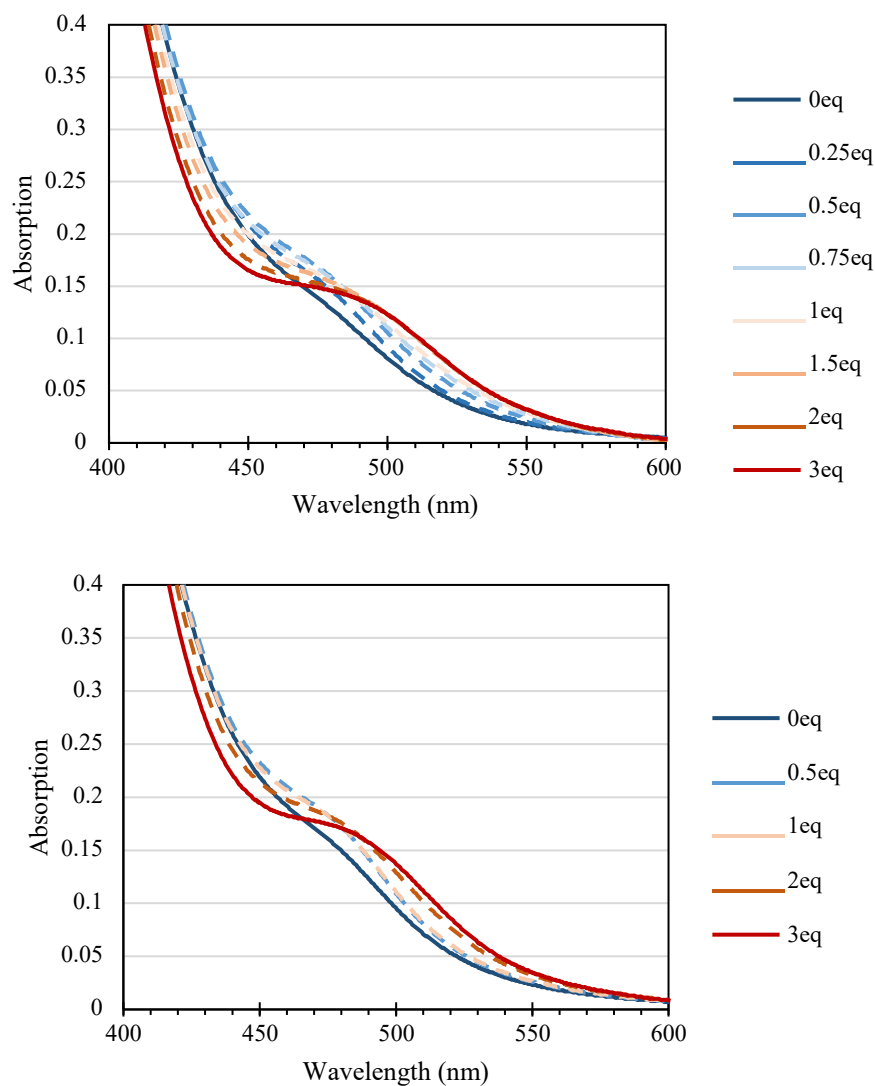 0.4
0.35
0.3
0.25
0.2
0.15
0.1
0.05
0
Absorption
400
450
500
550
600
Wavelength (nm)
0eq
0.25eq
0.5eq
0.75eq
1eq
1.5eq
2eq
3eq
0.4
0.35
0.3
0.25
0.2
0.15
0.1
0.05
0
Absorption
400
450
500
550
600
Wavelength (nm)
0eq
0.5eq
1eq
2eq
3eq